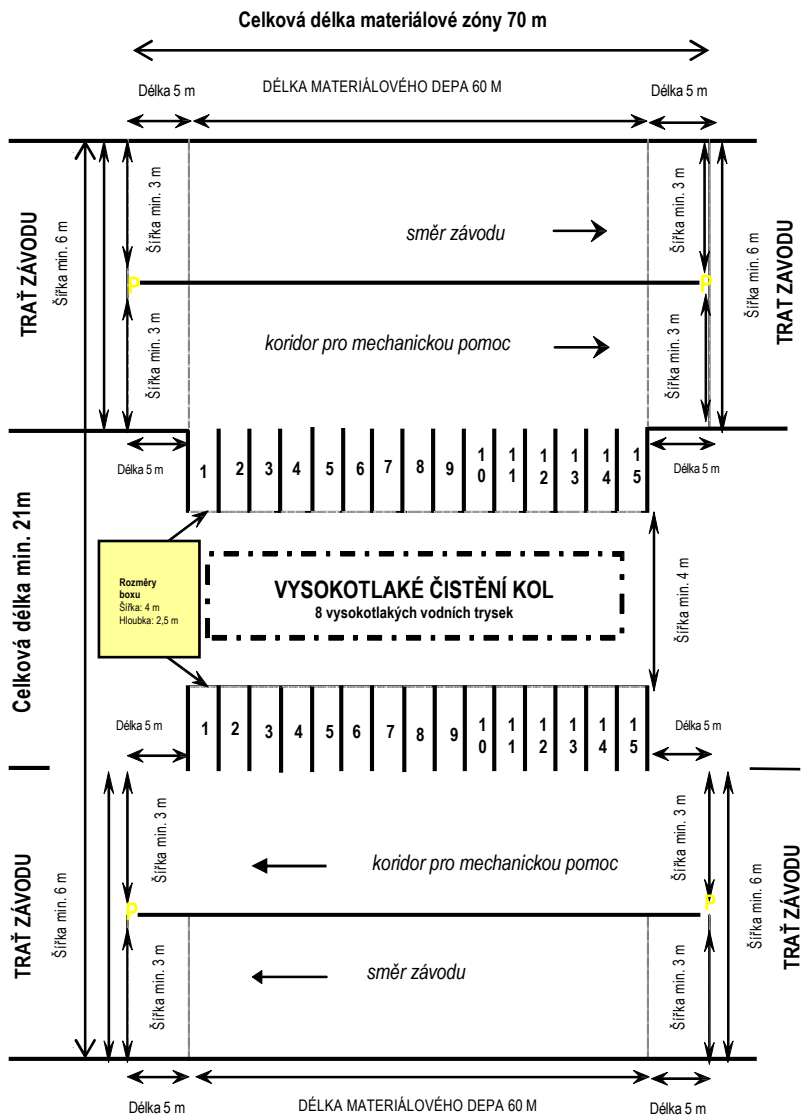 Celková délka materiálové zóny 70 m
Délka 5 m
DÉLKA MATERIÁLOVÉHO DEPA 60 M
Délka 5 m
TRAŤ ZÁVODU
Šířka min. 6 m
Šířka min. 3 m
směr závodu
Šířka min. 3 m
Šířka min. 6 m
TRAŤ ZÁVODU
P
P
Šířka min. 3 m
koridor pro mechanickou pomoc
Šířka min. 3 m
Délka 5 m
1 2 3 4 5 6 7 8 9 10 11 12 13 14 15
Délka 5 m
Celková délka min. 21m
Rozměry
boxu
Šířka: 4 m
Hloubka: 2,5 m
VYSOKOTLAKÉ ČISTĚNÍ KOL
8 vysokotlakých vodních trysek
Šířka min. 4 m
Délka 5 m
1 2 3 4 5 6 7 8 9 10 11 12 13 14 15
Délka 5 m
TRAŤ ZÁVODU
Šířka min. 6 m
Šířka min. 3 m
koridor pro mechanickou pomoc
Šířka min. 3 m
Šířka min. 6 m
TRAŤ ZÁVODU
P
P
Šířka min. 3 m
směr závodu
Šířka min. 3 m
Délka 5 m
DÉLKA MATERIÁLOVÉHO DEPA 60 M
Délka 5 m